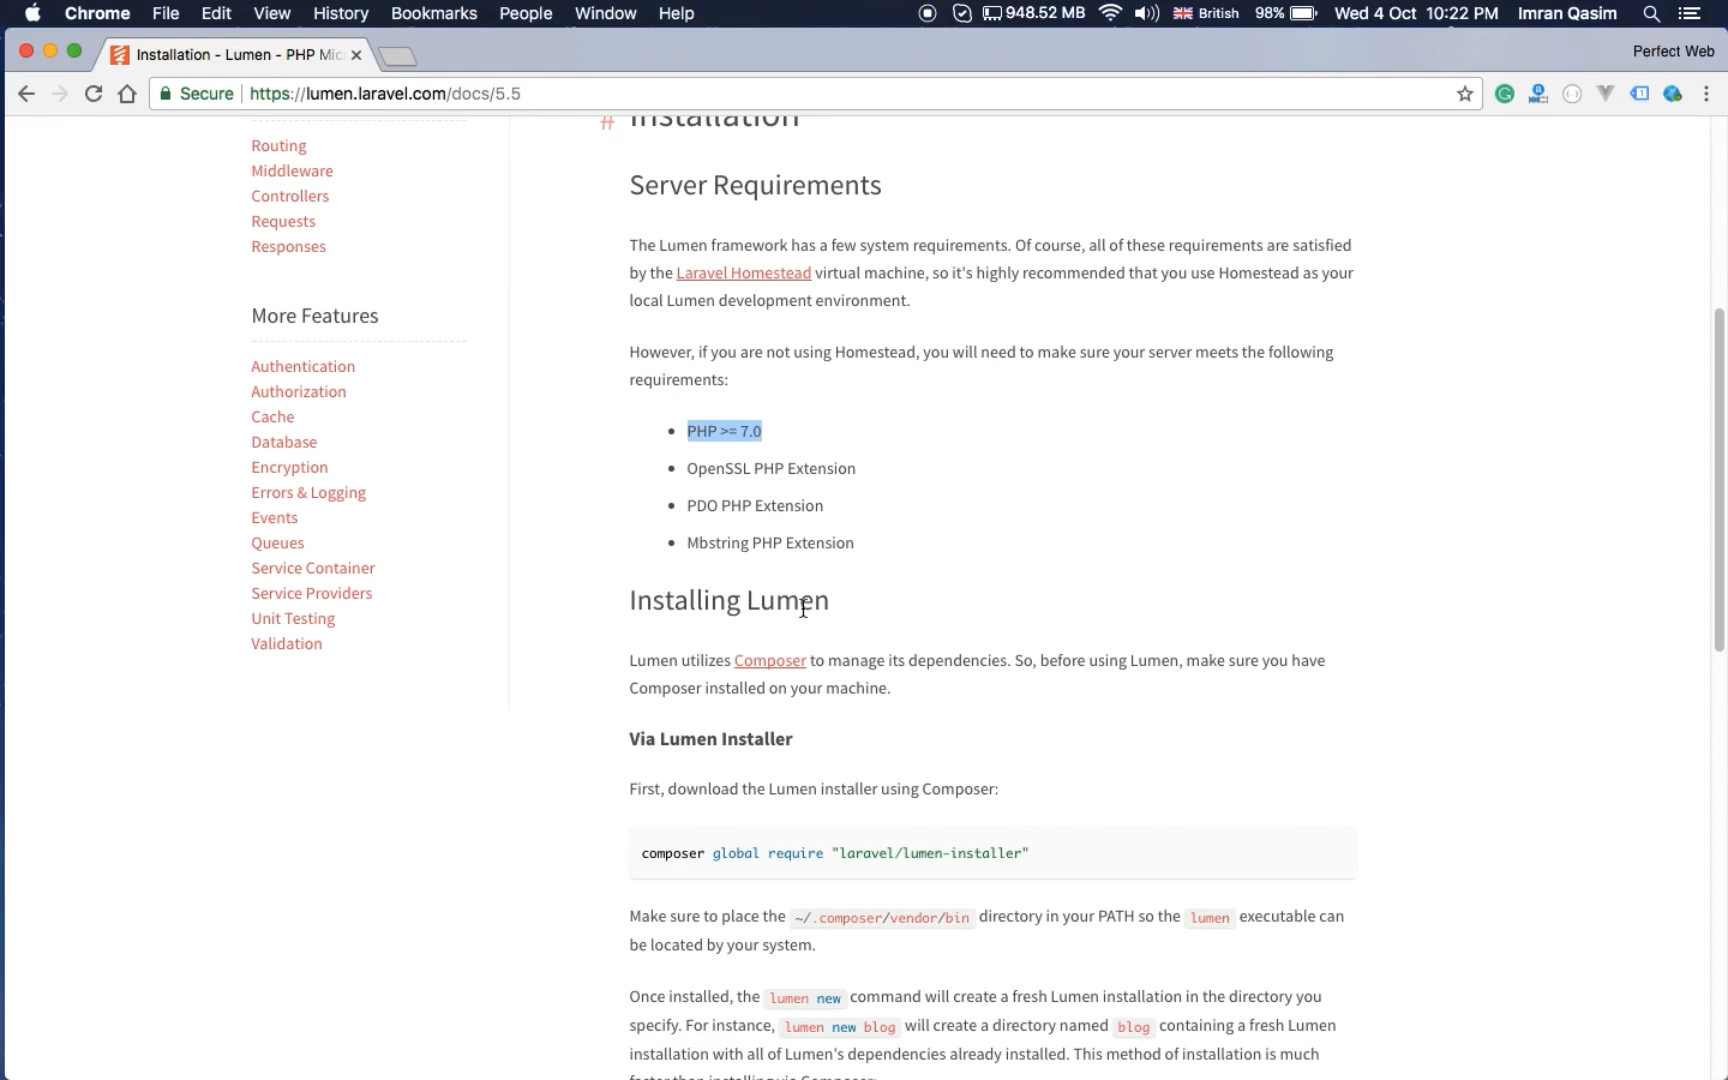 Chrome File Edit View History Bookmarks People Window Help 948.52 MB British 98% Wed 4 Oct 10:22 PM Imran Qasim
Installation - Lumen - PHP Mic
Perfect Web
Secure https://lumen.laravel.com/docs/5.5
# Installation
Routing
Middleware
Controllers
Requests
Responses
More Features
Authentication
Authorization
Cache
Database
Encryption
Errors & Logging
Events
Queues
Service Container
Service Providers
Unit Testing
Validation
Server Requirements
The Lumen framework has a few system requirements. Of course, all of these requirements are satisfied
by the Laravel Homestead virtual machine, so it's highly recommended that you use Homestead as your
local Lumen development environment.
However, if you are not using Homestead, you will need to make sure your server meets the following
requirements:
• PHP >= 7.0
• OpenSSL PHP Extension
• PDO PHP Extension
• Mbstring PHP Extension
Installing Lumen
Lumen utilizes Composer to manage its dependencies. So, before using Lumen, make sure you have
Composer installed on your machine.
Via Lumen Installer
First, download the Lumen installer using Composer:
composer global require "laravel/lumen-installer"
Make sure to place the ~/.composer/vendor/bin directory in your PATH so the lumen executable can
be located by your system.
Once installed, the lumen new command will create a fresh Lumen installation in the directory you
specify. For instance, lumen new blog will create a directory named blog containing a fresh Lumen
installation with all of Lumen's dependencies already installed. This method of installation is much
faster than installing via Composer: